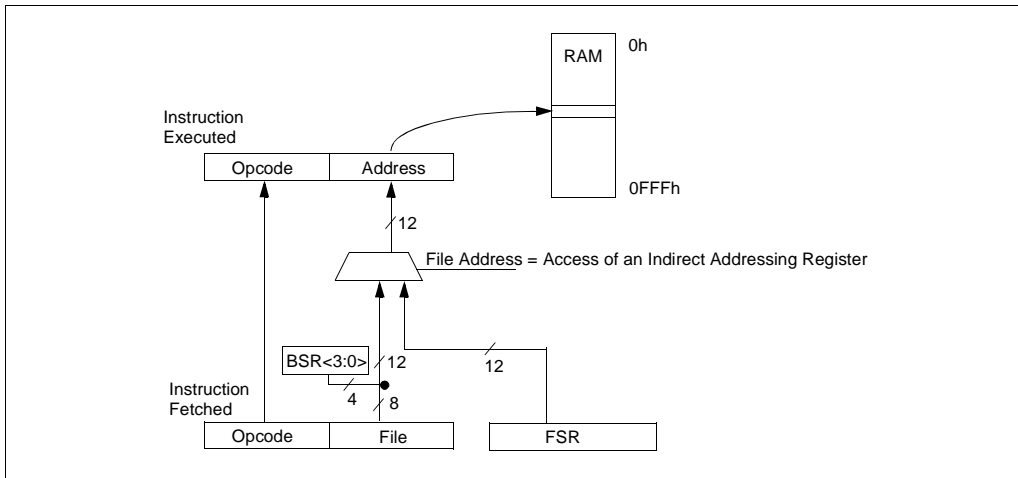 0h
RAM
Instruction
Executed
Opcode
Address
0FFFh
12
File Address = Access of an Indirect Addressing Register
BSR<3:0>
12
12
4
8
Instruction
Fetched
Opcode
File
FSR